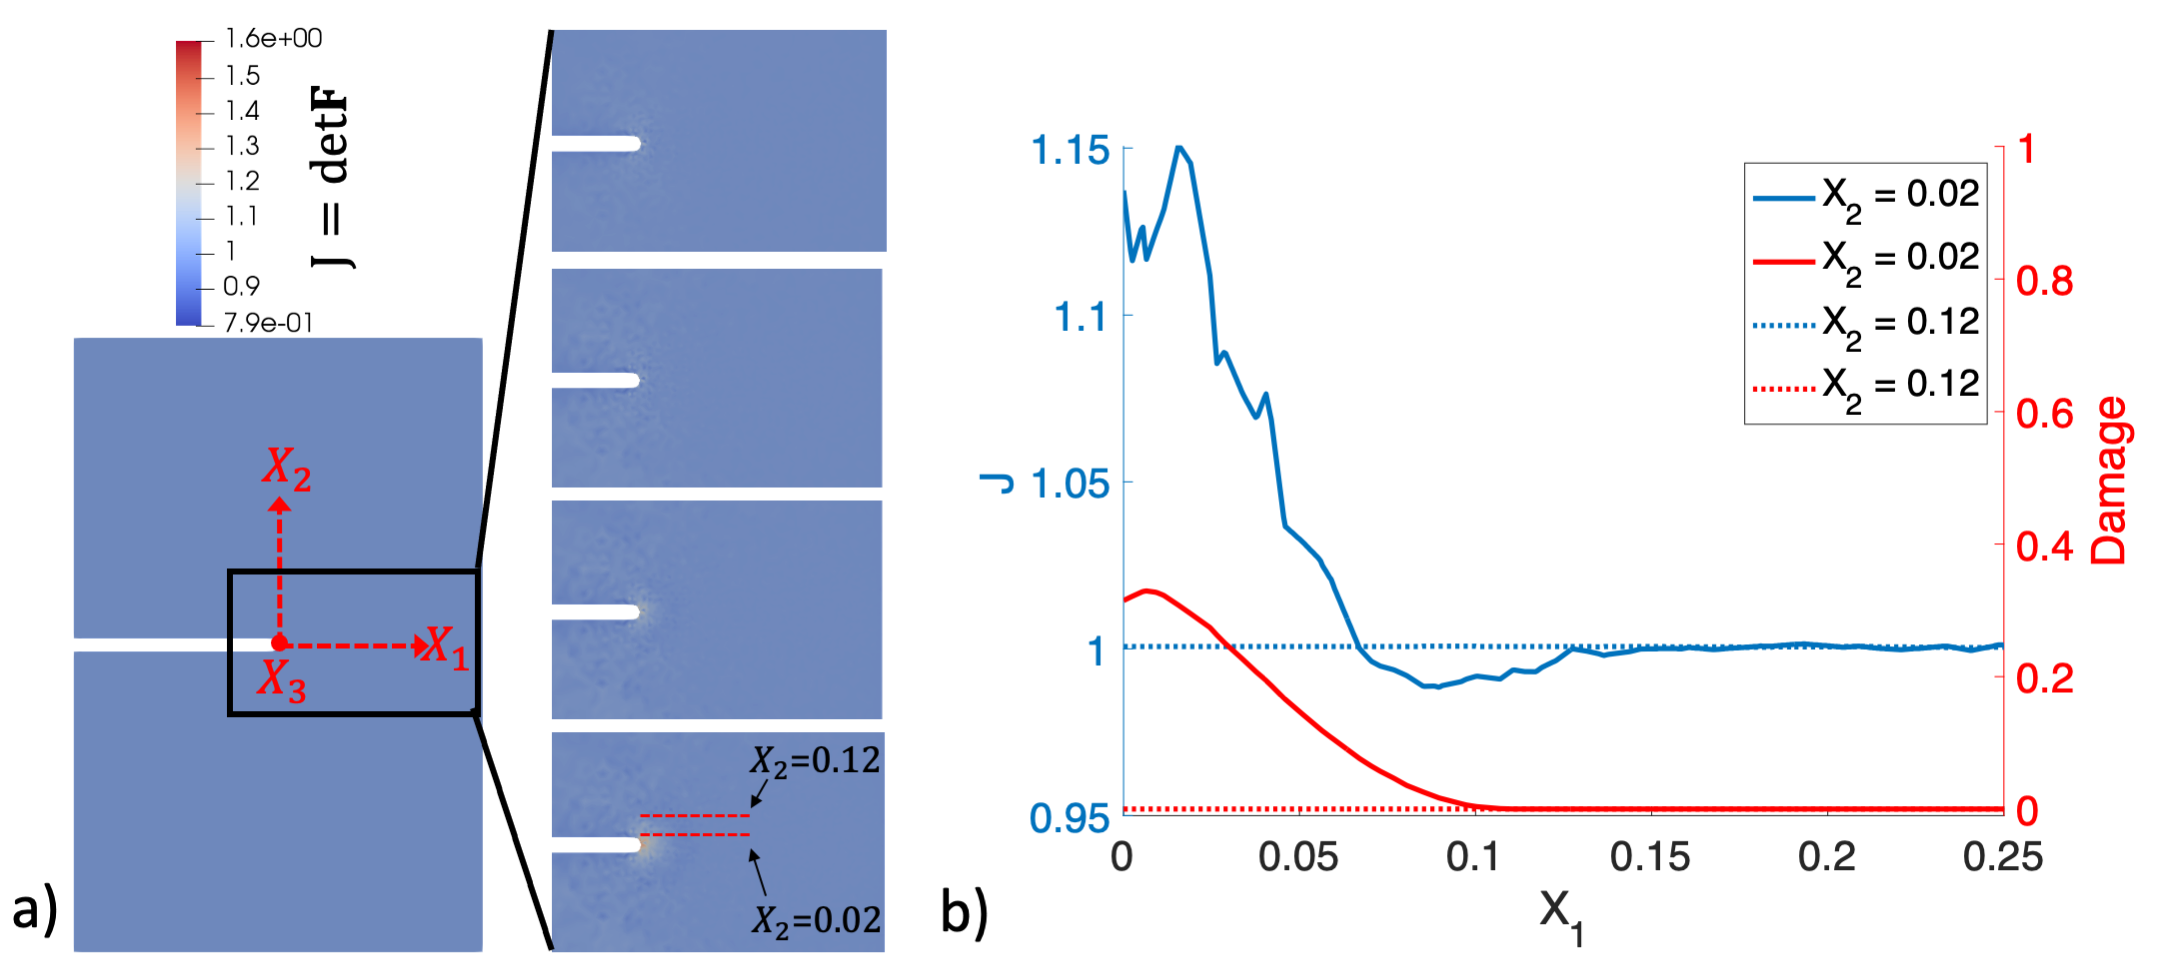 1.6e+00
1.5
1.4
1.3
1.2
1.1
1
0.9
7.9e-01
J = detF
X2
X1
X3
X2=0.12
X2=0.02
a)
1.15
1.1
1.05
1
0.95
J
1
0.8
0.6
0.4
0.2
0
Damage
X2 = 0.02
X2 = 0.02
X2 = 0.12
X2 = 0.12
0 0.05 0.1 0.15 0.2 0.25
X1
b)